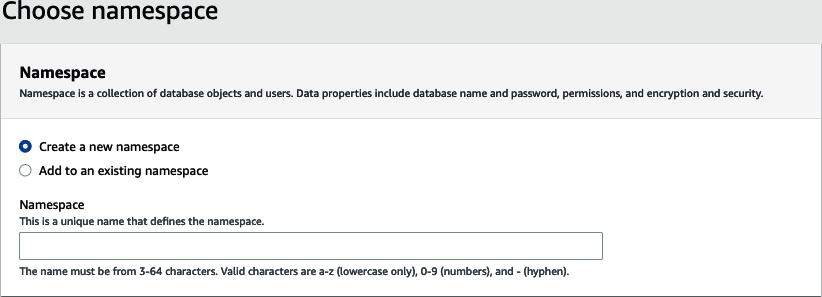 Choose namespace
Namespace
Namespace is a collection of database objects and users. Data properties include database name and password, permissions, and encryption and security.
Create a new namespace
Add to an existing namespace
Namespace
This is a unique name that defines the namespace.
The name must be from 3-64 characters. Valid characters are a-z (lowercase only), 0-9 (numbers), and - (hyphen).